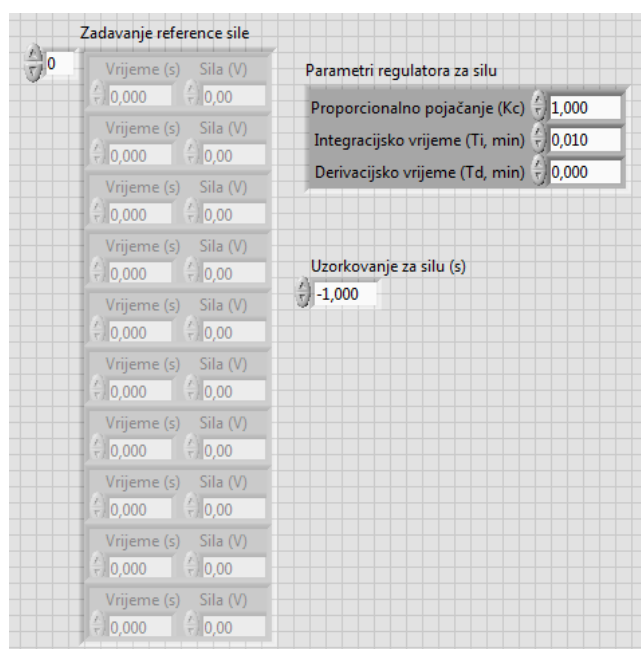 Zadavanje reference sile
0
Vrijeme (s) Sila (V)
0,000 0,00
Vrijeme (s) Sila (V)
0,000 0,00
Vrijeme (s) Sila (V)
0,000 0,00
Vrijeme (s) Sila (V)
0,000 0,00
Vrijeme (s) Sila (V)
0,000 0,00
Vrijeme (s) Sila (V)
0,000 0,00
Vrijeme (s) Sila (V)
0,000 0,00
Vrijeme (s) Sila (V)
0,000 0,00
Vrijeme (s) Sila (V)
0,000 0,00
Vrijeme (s) Sila (V)
0,000 0,00
Parametri regulatora za silu
Proporcionalno pojačanje (Kc) 1,000
Integracijsko vrijeme (Ti, min) 0,010
Derivacijsko vrijeme (Td, min) 0,000
Uzorkovanje za silu (s)
-1,000